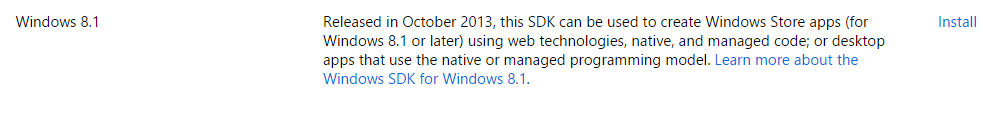 Windows 8.1
Released in October 2013, this SDK can be used to create Windows Store apps (for
Windows 8.1 or later) using web technologies, native, and managed code; or desktop
apps that use the native or managed programming model. Learn more about the
Windows SDK for Windows 8.1.
Install